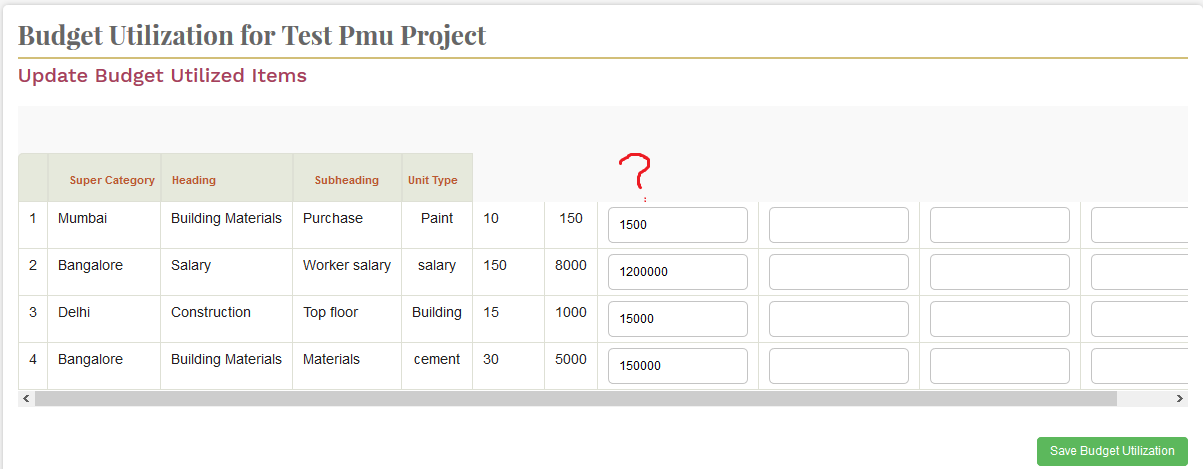 Budget Utilization for Test Pmu Project
Update Budget Utilized Items
?
Super Category Heading Subheading Unit Type
1 Mumbai Building Materials Purchase Paint 10 150 1500
2 Bangalore Salary Worker salary salary 150 8000 1200000
3 Delhi Construction Top floor Building 15 1000 15000
4 Bangalore Building Materials Materials cement 30 5000 150000
Save Budget Utilization